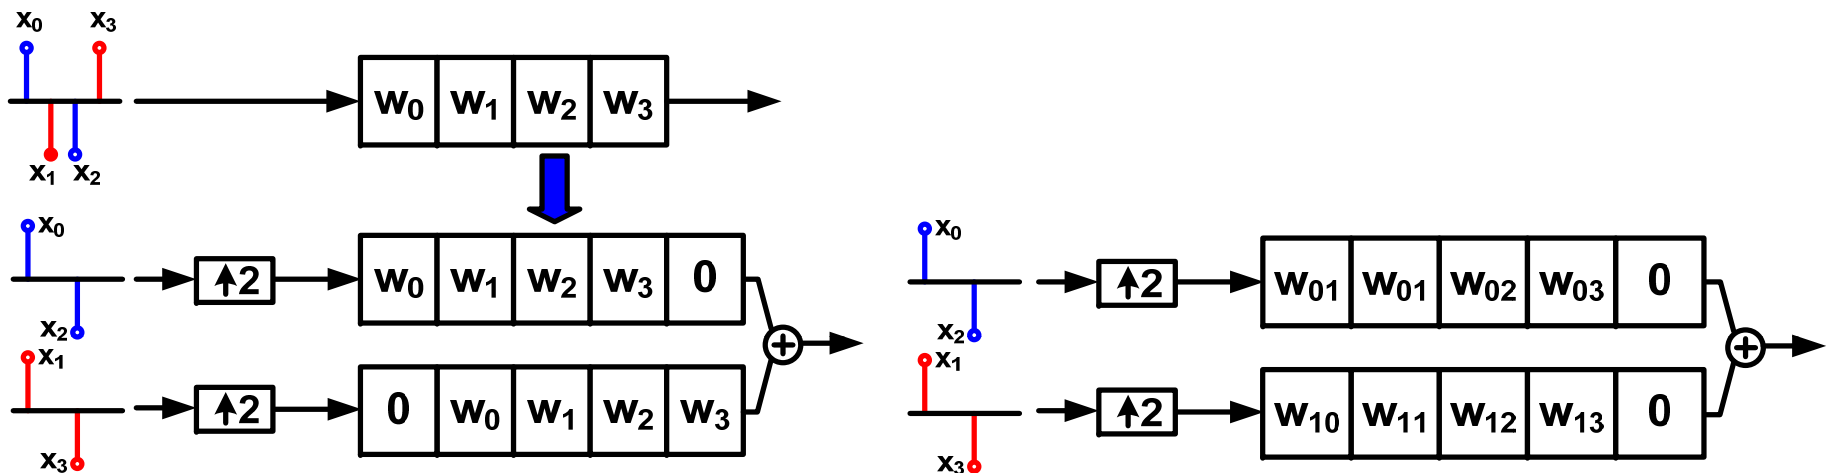 x₀ x₃
w₀ w₁ w₂ w₃
x₁ x₂
x₀
↑2 w₀ w₁ w₂ w₃ 0
x₂
x₁
↑2 0 w₀ w₁ w₂ w₃
x₃
x₀
↑2 w₀₁ w₀₁ w₀₂ w₀₃ 0
x₂
x₁
↑2 w₁₀ w₁₁ w₁₂ w₁₃ 0
x₃